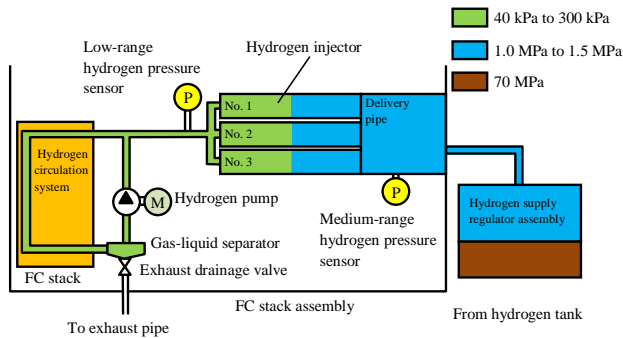 40 kPa to 300 kPa
1.0 MPa to 1.5 MPa
70 MPa
Low-range
hydrogen pressure
sensor
Hydrogen injector
P
No. 1
No. 2
No. 3
Delivery
pipe
Hydrogen
circulation
system
M
Hydrogen pump
P
Medium-range
hydrogen pressure
sensor
Hydrogen supply
regulator assembly
Gas-liquid separator
Exhaust drainage valve
FC stack
FC stack assembly
To exhaust pipe
From hydrogen tank